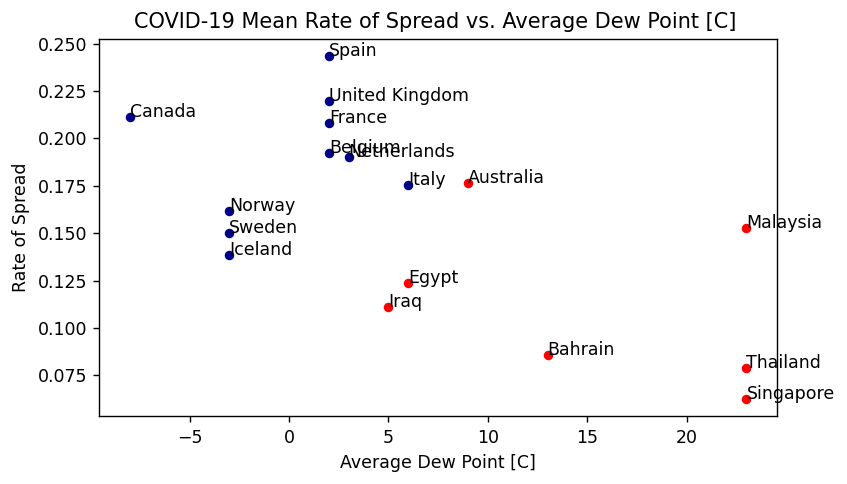 COVID-19 Mean Rate of Spread vs. Average Dew Point [C]
0.250
Spain
0.225
United Kingdom
Canada
France
0.200
Belgium
Netherlands
0.175
Italy
Australia
Norway
Malaysia
0.150
Sweden
Iceland
0.125
Egypt
Iraq
0.100
Bahrain
Thailand
0.075
Singapore
Rate of Spread
−5
0
5
10
15
20
Average Dew Point [C]